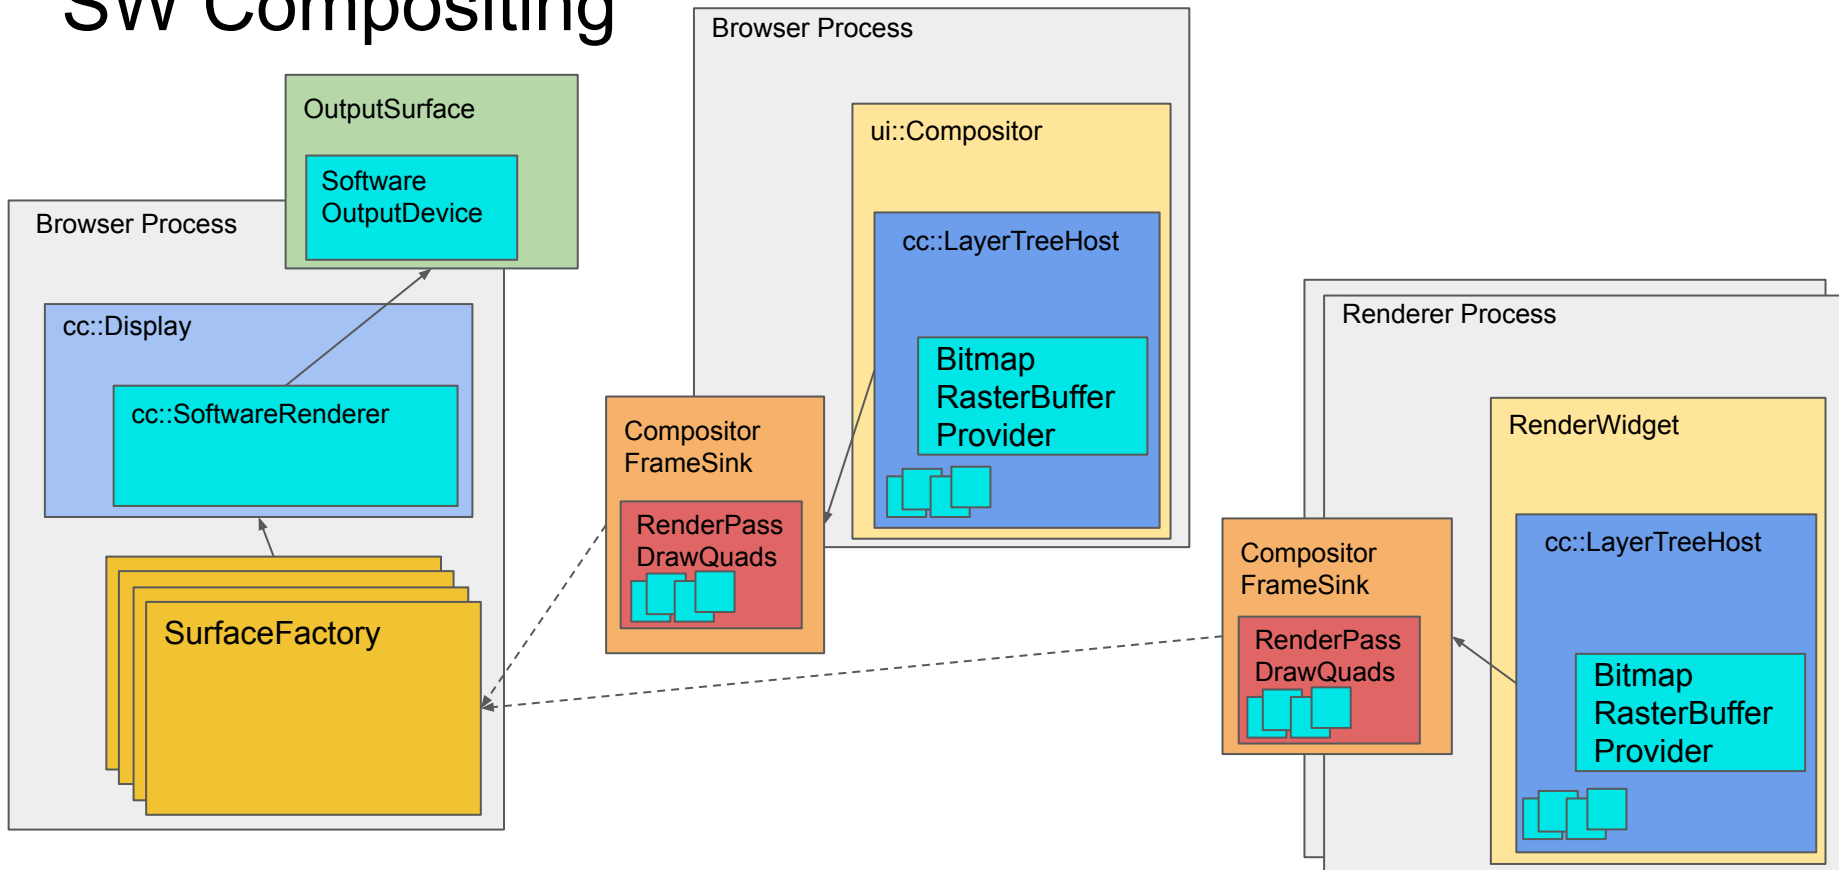 SW Compositing
Browser Process
OutputSurface
Software
OutputDevice
ui::Compositor
Browser Process
cc::LayerTreeHost
cc::Display
Renderer Process
Bitmap
RasterBuffer
Provider
cc::SoftwareRenderer
Compositor
FrameSink
RenderWidget
RenderPass
DrawQuads
cc::LayerTreeHost
Compositor
FrameSink
SurfaceFactory
RenderPass
DrawQuads
Bitmap
RasterBuffer
Provider